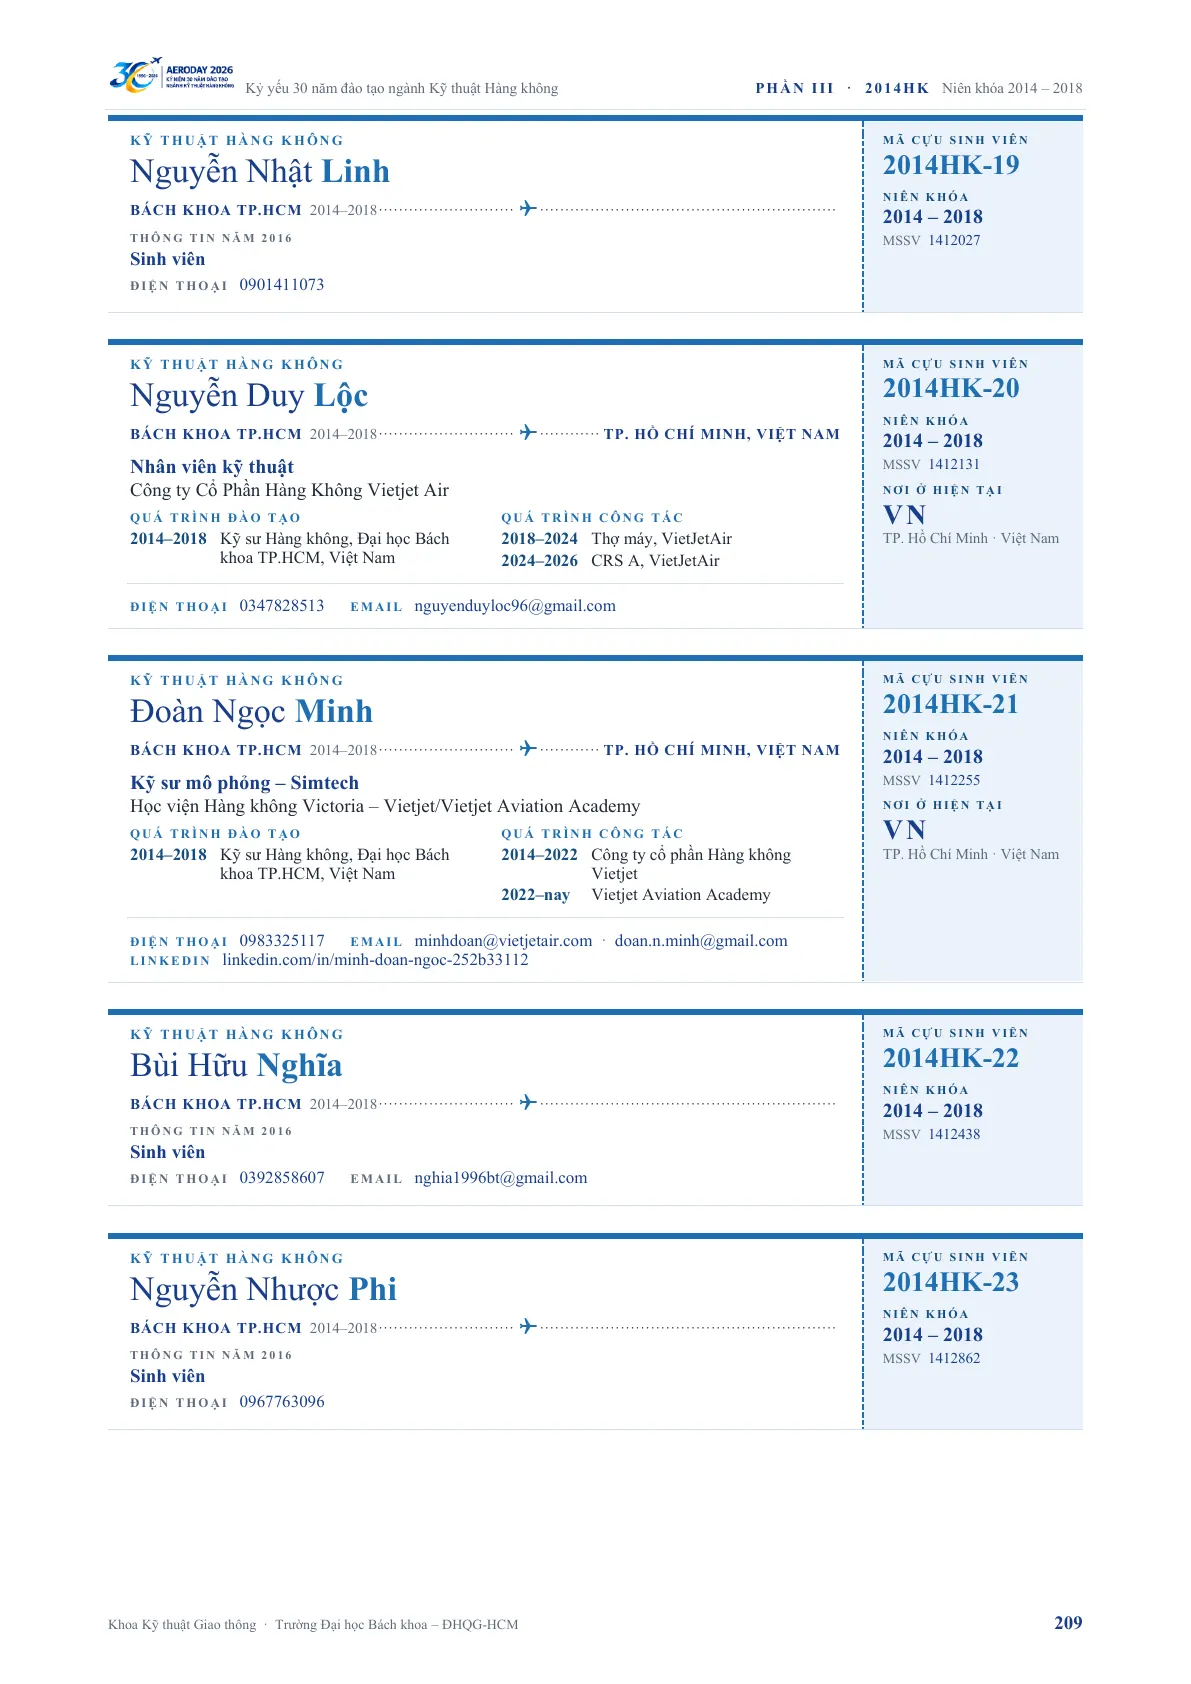 30 1996 - 2026 AERODAY 2026
KỶ NIỆM 30 NĂM ĐÀO TẠO
NGÀNH KỸ THUẬT HÀNG KHÔNG
Kỷ yếu 30 năm đào tạo ngành Kỹ thuật Hàng không
PHẦN III · 2014HK Niên khóa 2014 – 2018
KỸ THUẬT HÀNG KHÔNG
Nguyễn Nhật Linh
BÁCH KHOA TP.HCM 2014–2018
THÔNG TIN NĂM 2016
Sinh viên
ĐIỆN THOẠI 0901411073
MÃ CỰU SINH VIÊN
2014HK-19
NIÊN KHÓA
2014 – 2018
MSSV 1412027
KỸ THUẬT HÀNG KHÔNG
Nguyễn Duy Lộc
BÁCH KHOA TP.HCM 2014–2018 TP. HỒ CHÍ MINH, VIỆT NAM
Nhân viên kỹ thuật
Công ty Cổ Phần Hàng Không Vietjet Air
QUÁ TRÌNH ĐÀO TẠO
2014–2018 Kỹ sư Hàng không, Đại học Bách
khoa TP.HCM, Việt Nam
QUÁ TRÌNH CÔNG TÁC
2018–2024 Thợ máy, VietJetAir
2024–2026 CRS A, VietJetAir
ĐIỆN THOẠI 0347828513 EMAIL nguyenduyloc96@gmail.com
MÃ CỰU SINH VIÊN
2014HK-20
NIÊN KHÓA
2014 – 2018
MSSV 1412131
NƠI Ở HIỆN TẠI
VN
TP. Hồ Chí Minh · Việt Nam
KỸ THUẬT HÀNG KHÔNG
Đoàn Ngọc Minh
BÁCH KHOA TP.HCM 2014–2018 TP. HỒ CHÍ MINH, VIỆT NAM
Kỹ sư mô phỏng – Simtech
Học viện Hàng không Victoria – Vietjet/Vietjet Aviation Academy
QUÁ TRÌNH ĐÀO TẠO
2014–2018 Kỹ sư Hàng không, Đại học Bách
khoa TP.HCM, Việt Nam
QUÁ TRÌNH CÔNG TÁC
2014–2022 Công ty cổ phần Hàng không
Vietjet
2022–nay Vietjet Aviation Academy
ĐIỆN THOẠI 0983325117 EMAIL minhdoan@vietjetair.com · doan.n.minh@gmail.com
LINKEDIN linkedin.com/in/minh-doan-ngoc-252b33112
MÃ CỰU SINH VIÊN
2014HK-21
NIÊN KHÓA
2014 – 2018
MSSV 1412255
NƠI Ở HIỆN TẠI
VN
TP. Hồ Chí Minh · Việt Nam
KỸ THUẬT HÀNG KHÔNG
Bùi Hữu Nghĩa
BÁCH KHOA TP.HCM 2014–2018
THÔNG TIN NĂM 2016
Sinh viên
ĐIỆN THOẠI 0392858607 EMAIL nghia1996bt@gmail.com
MÃ CỰU SINH VIÊN
2014HK-22
NIÊN KHÓA
2014 – 2018
MSSV 1412438
KỸ THUẬT HÀNG KHÔNG
Nguyễn Nhược Phi
BÁCH KHOA TP.HCM 2014–2018
THÔNG TIN NĂM 2016
Sinh viên
ĐIỆN THOẠI 0967763096
MÃ CỰU SINH VIÊN
2014HK-23
NIÊN KHÓA
2014 – 2018
MSSV 1412862
Khoa Kỹ thuật Giao thông · Trường Đại học Bách khoa – ĐHQG-HCM
209